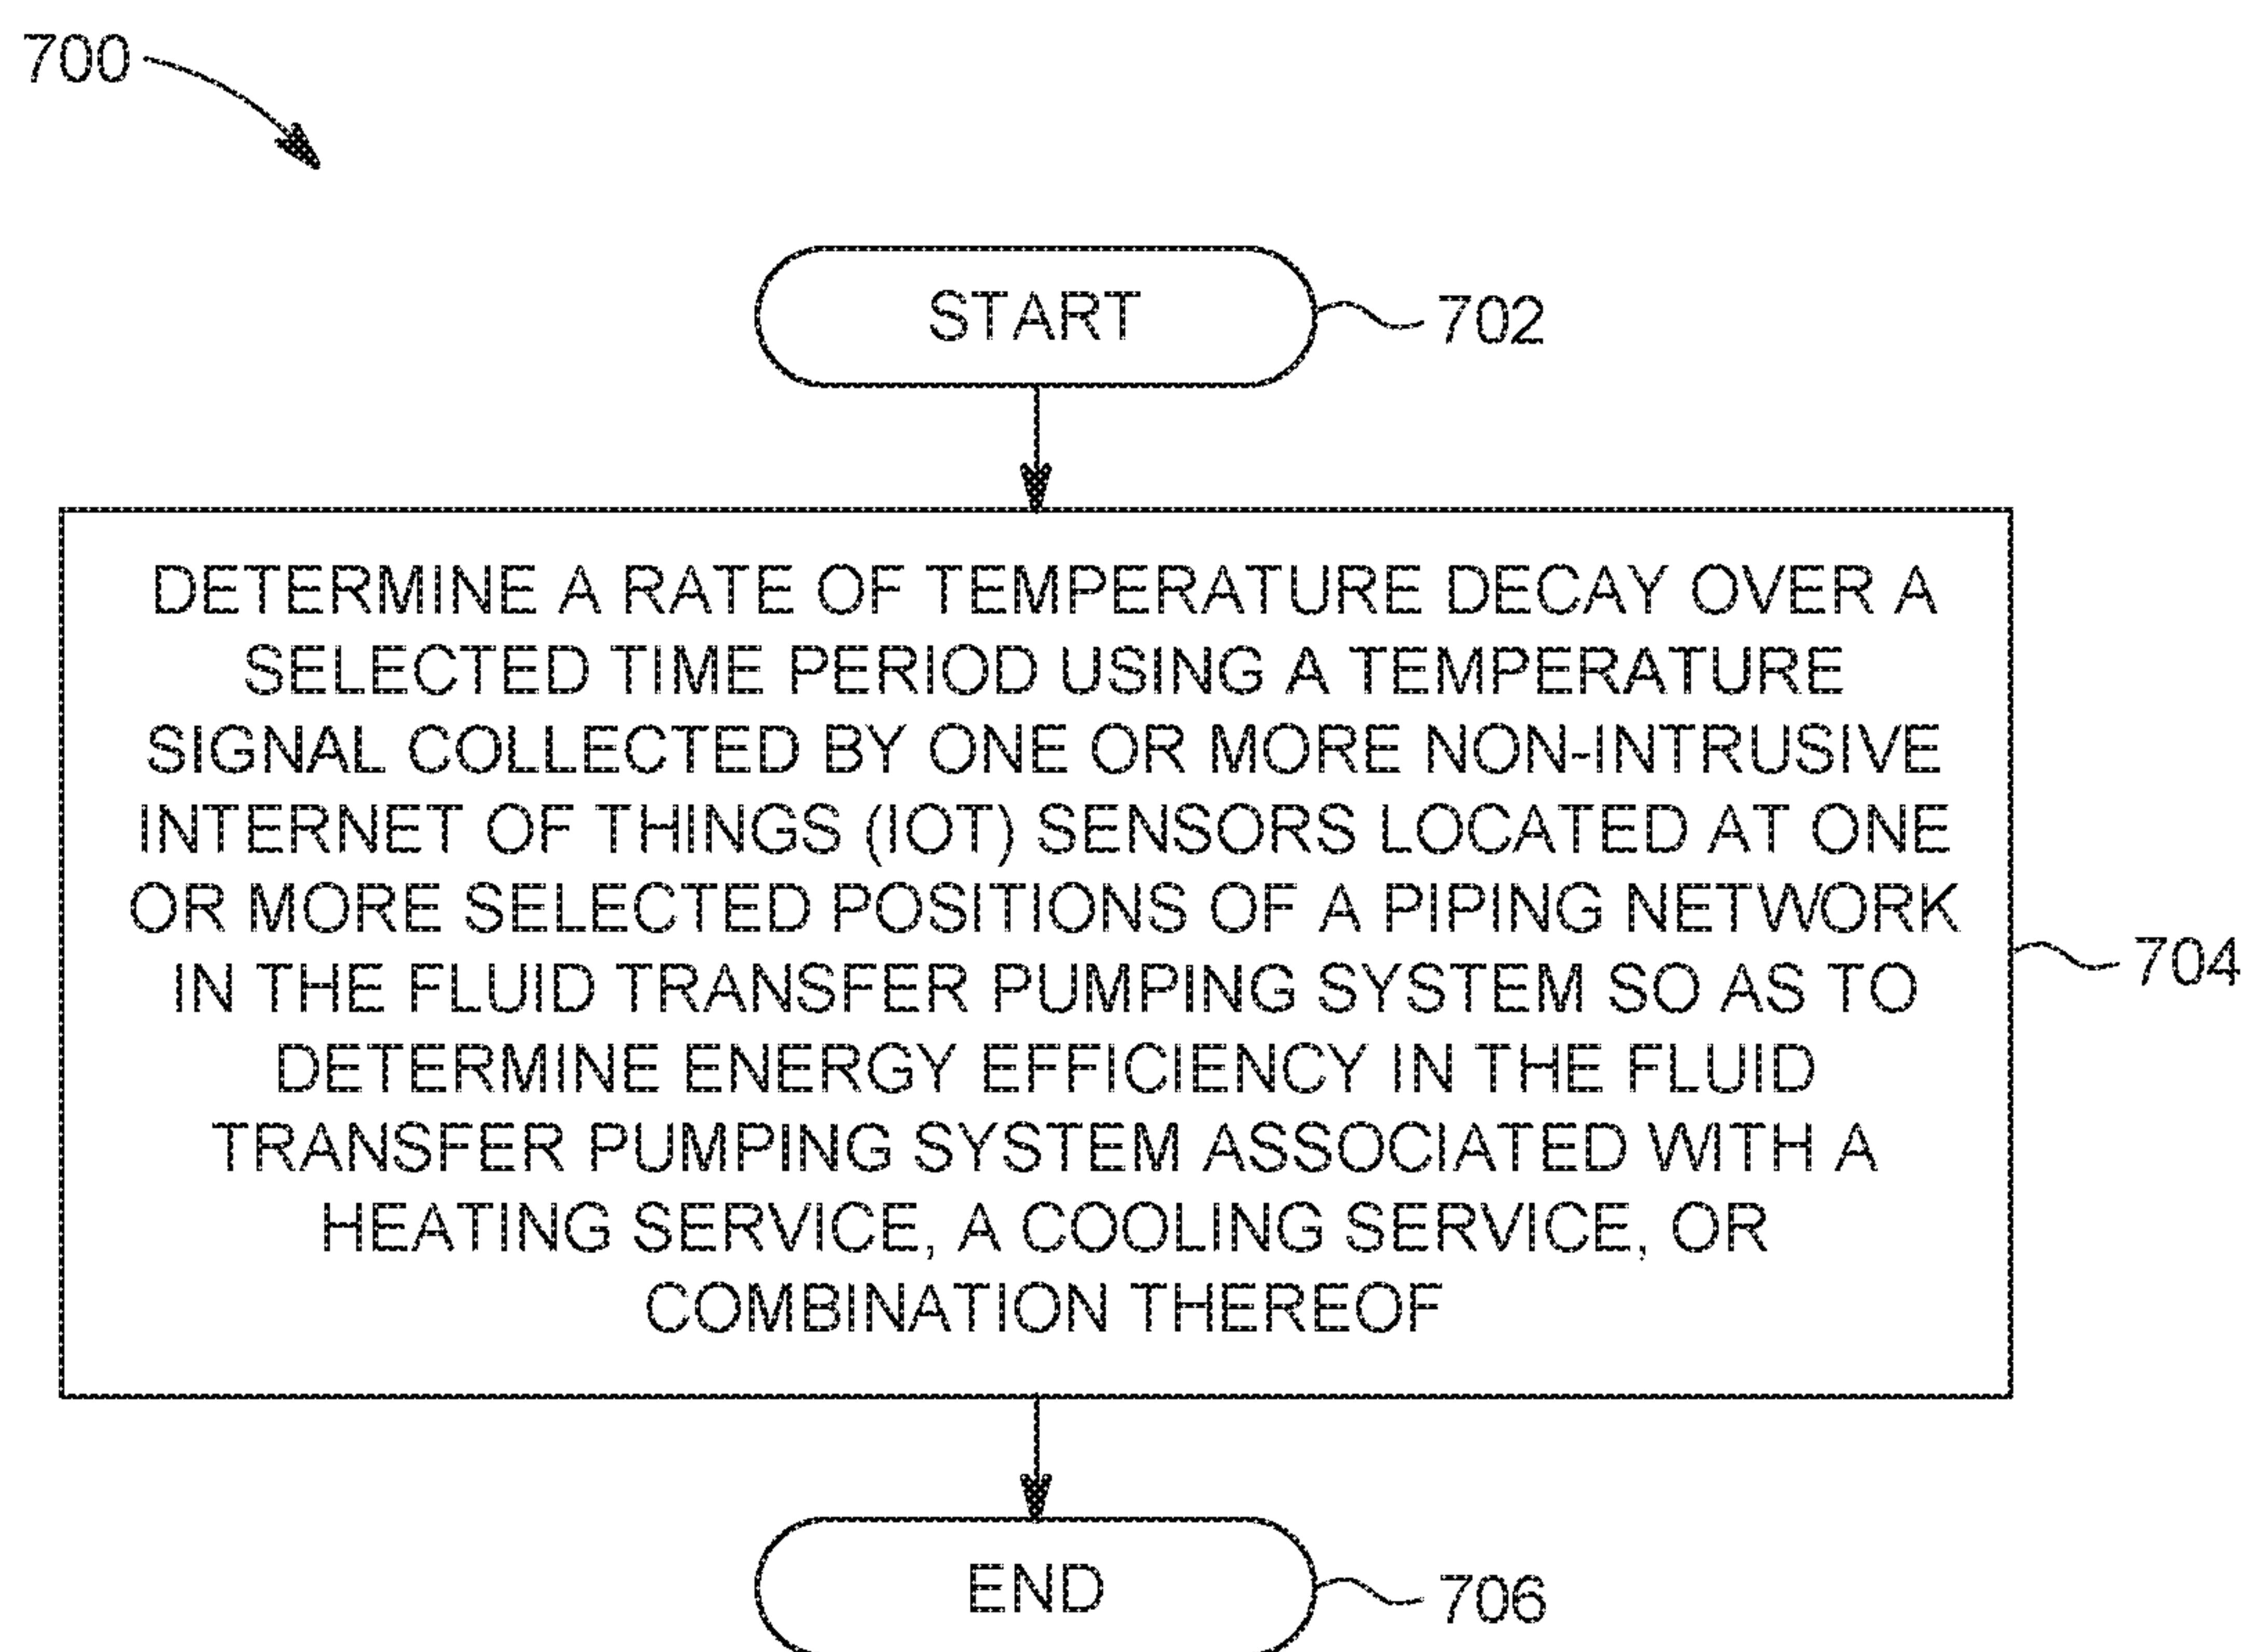 700
START
702
DETERMINE A RATE OF TEMPERATURE DECAY OVER A
SELECTED TIME PERIOD USING A TEMPERATURE
SIGNAL COLLECTED BY ONE OR MORE NON-INTRUSIVE
INTERNET OF THINGS (IOT) SENSORS LOCATED AT ONE
OR MORE SELECTED POSITIONS OF A PIPING NETWORK
IN THE FLUID TRANSFER PUMPING SYSTEM SO AS TO
DETERMINE ENERGY EFFICIENCY IN THE FLUID
TRANSFER PUMPING SYSTEM ASSOCIATED WITH A
HEATING SERVICE, A COOLING SERVICE, OR
COMBINATION THEREOF
704
END
706